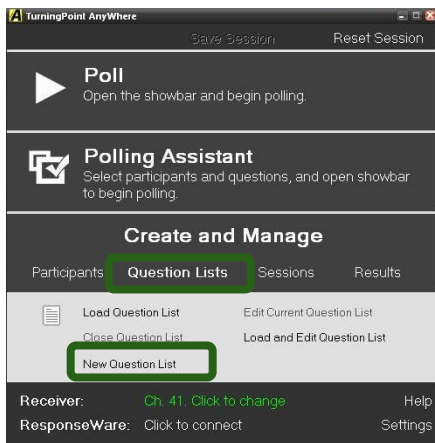 TurningPoint AnyWhere
Save Session Reset Session
Poll
Open the showbar and begin polling.
Polling Assistant
Select participants and questions, and open showbar
to begin polling.
Create and Manage
Participants Question Lists Sessions Results
Load Question List Edit Current Question List
Close Question List Load and Edit Question List
New Question List
Receiver: Ch. 41. Click to change Help
ResponseWare: Click to connect Settings